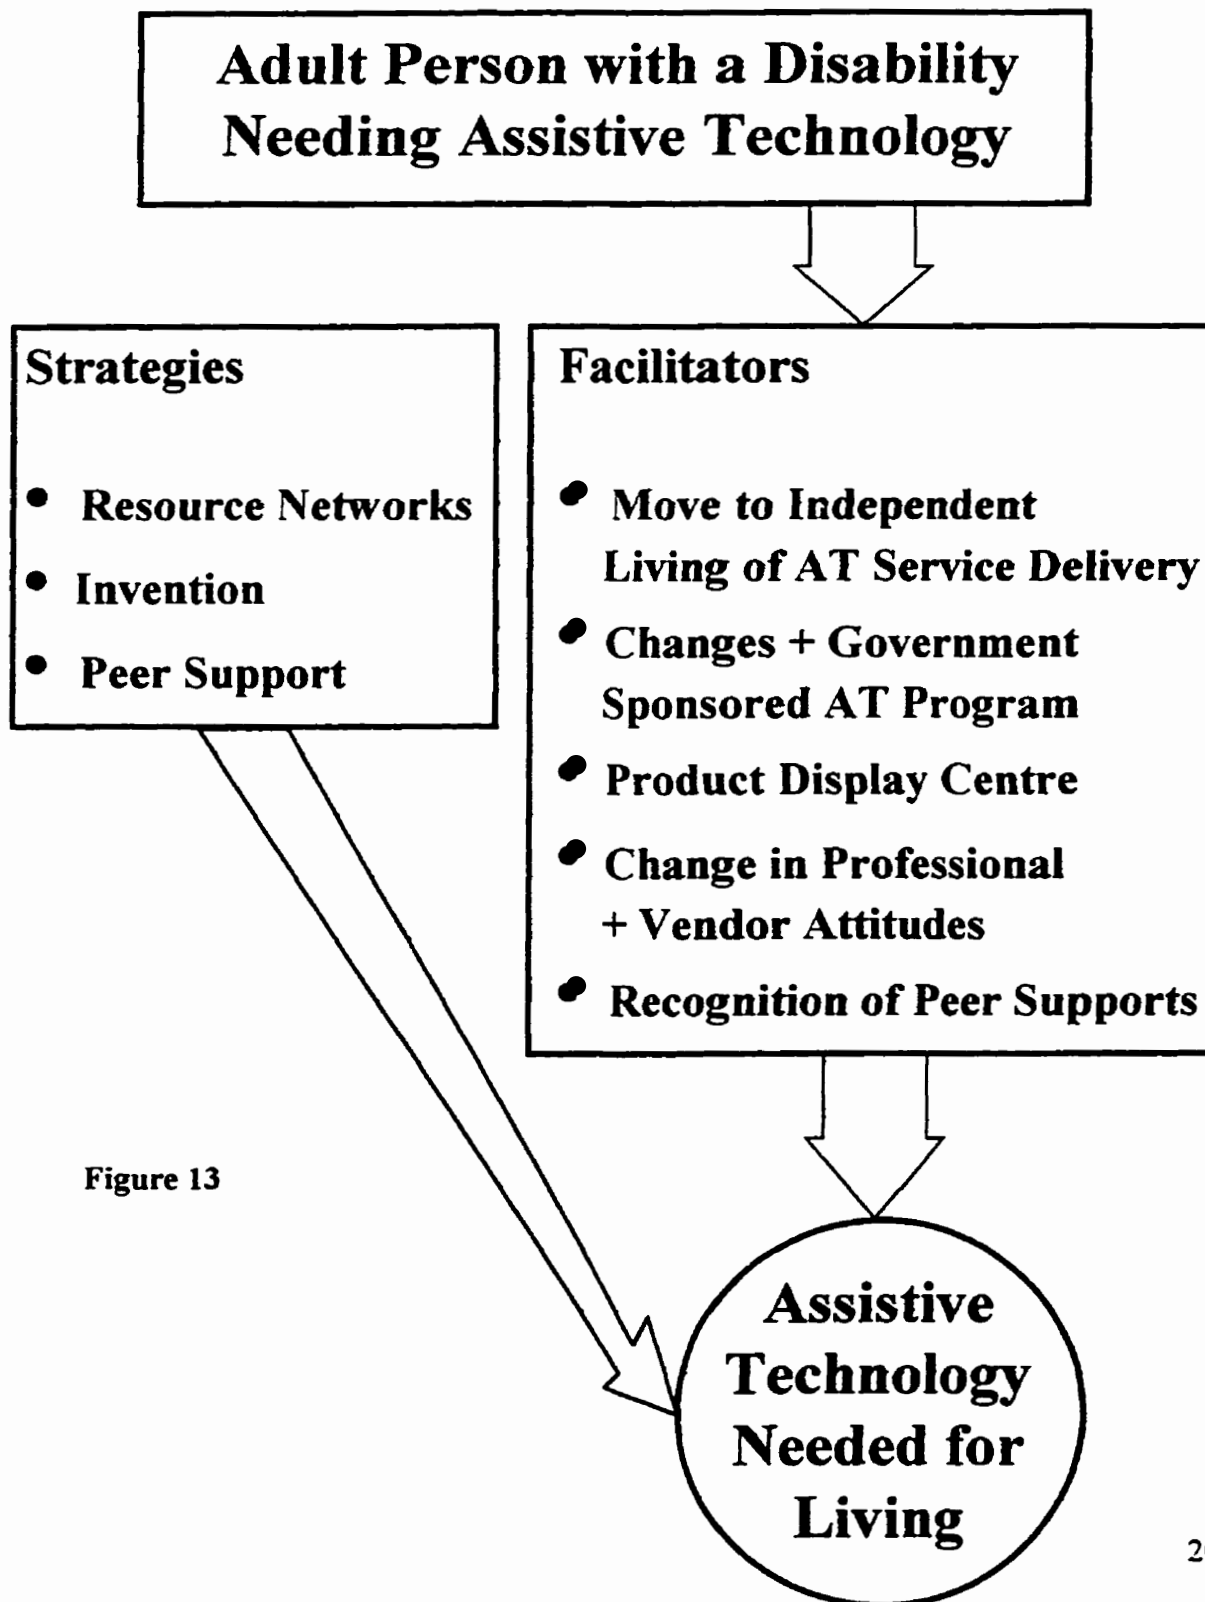 Adult Person with a Disability
Needing Assistive Technology
Strategies
• Resource Networks
• Invention
• Peer Support
Facilitators
• Move to Independent
Living of AT Service Delivery
• Changes + Government
Sponsored AT Program
• Product Display Centre
• Change in Professional
+ Vendor Attitudes
• Recognition of Peer Supports
Figure 13
Assistive
Technology
Needed for
Living